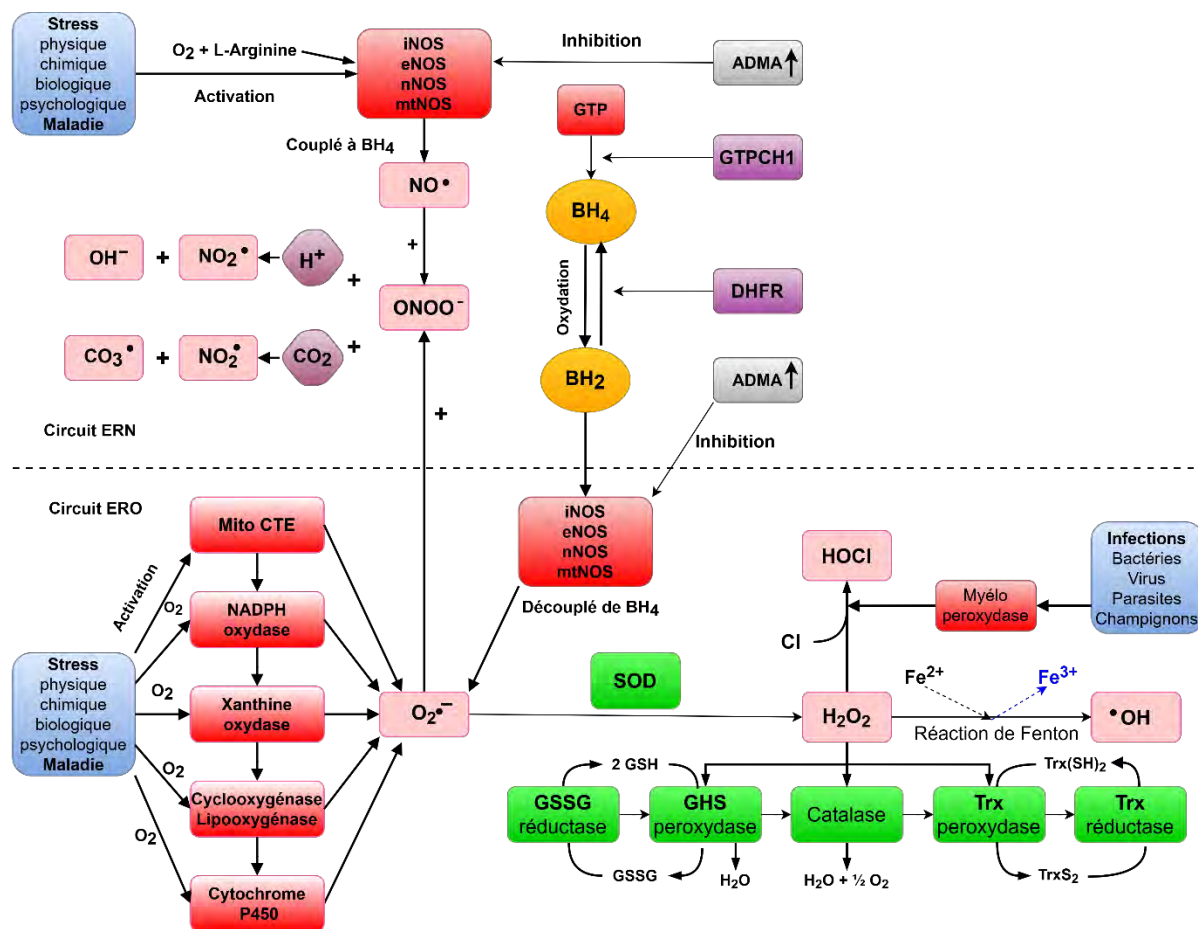 Stress
physique
chimique
biologique
psychologique
Maladie
O₂ + L-Arginine
Activation
iNOS
eNOS
nNOS
mtNOS
Inhibition
ADMA↑
GTP
GTPCH1
Couplé à BH₄
NO•
BH₄
+
OH⁻ + NO₂• H⁺ +
ONOO⁻
Oxydation
DHFR
CO₃• + NO₂• CO₂ +
BH₂
ADMA↑
+
Circuit ERN
Inhibition
Circuit ERO
iNOS
eNOS
nNOS
mtNOS
Découplé de BH₄
Mito CTE
Activation
O₂
NADPH
oxydase
Stress
physique
chimique
biologique
psychologique
Maladie
O₂
Xanthine
oxydase
O₂
Cyclooxygénase
Lipooxygénase
O₂
Cytochrome
P450
O₂•⁻
SOD
HOCl
Cl
Myélo
peroxydase
Infections
Bactéries
Virus
Parasites
Champignons
H₂O₂
Fe²⁺
Fe³⁺
Réaction de Fenton
•OH
2 GSH
Trx(SH)₂
GSSG
réductase
GHS
peroxydase
Catalase
Trx
peroxydase
Trx
réductase
GSSG
H₂O
H₂O + ½ O₂
TrxS₂